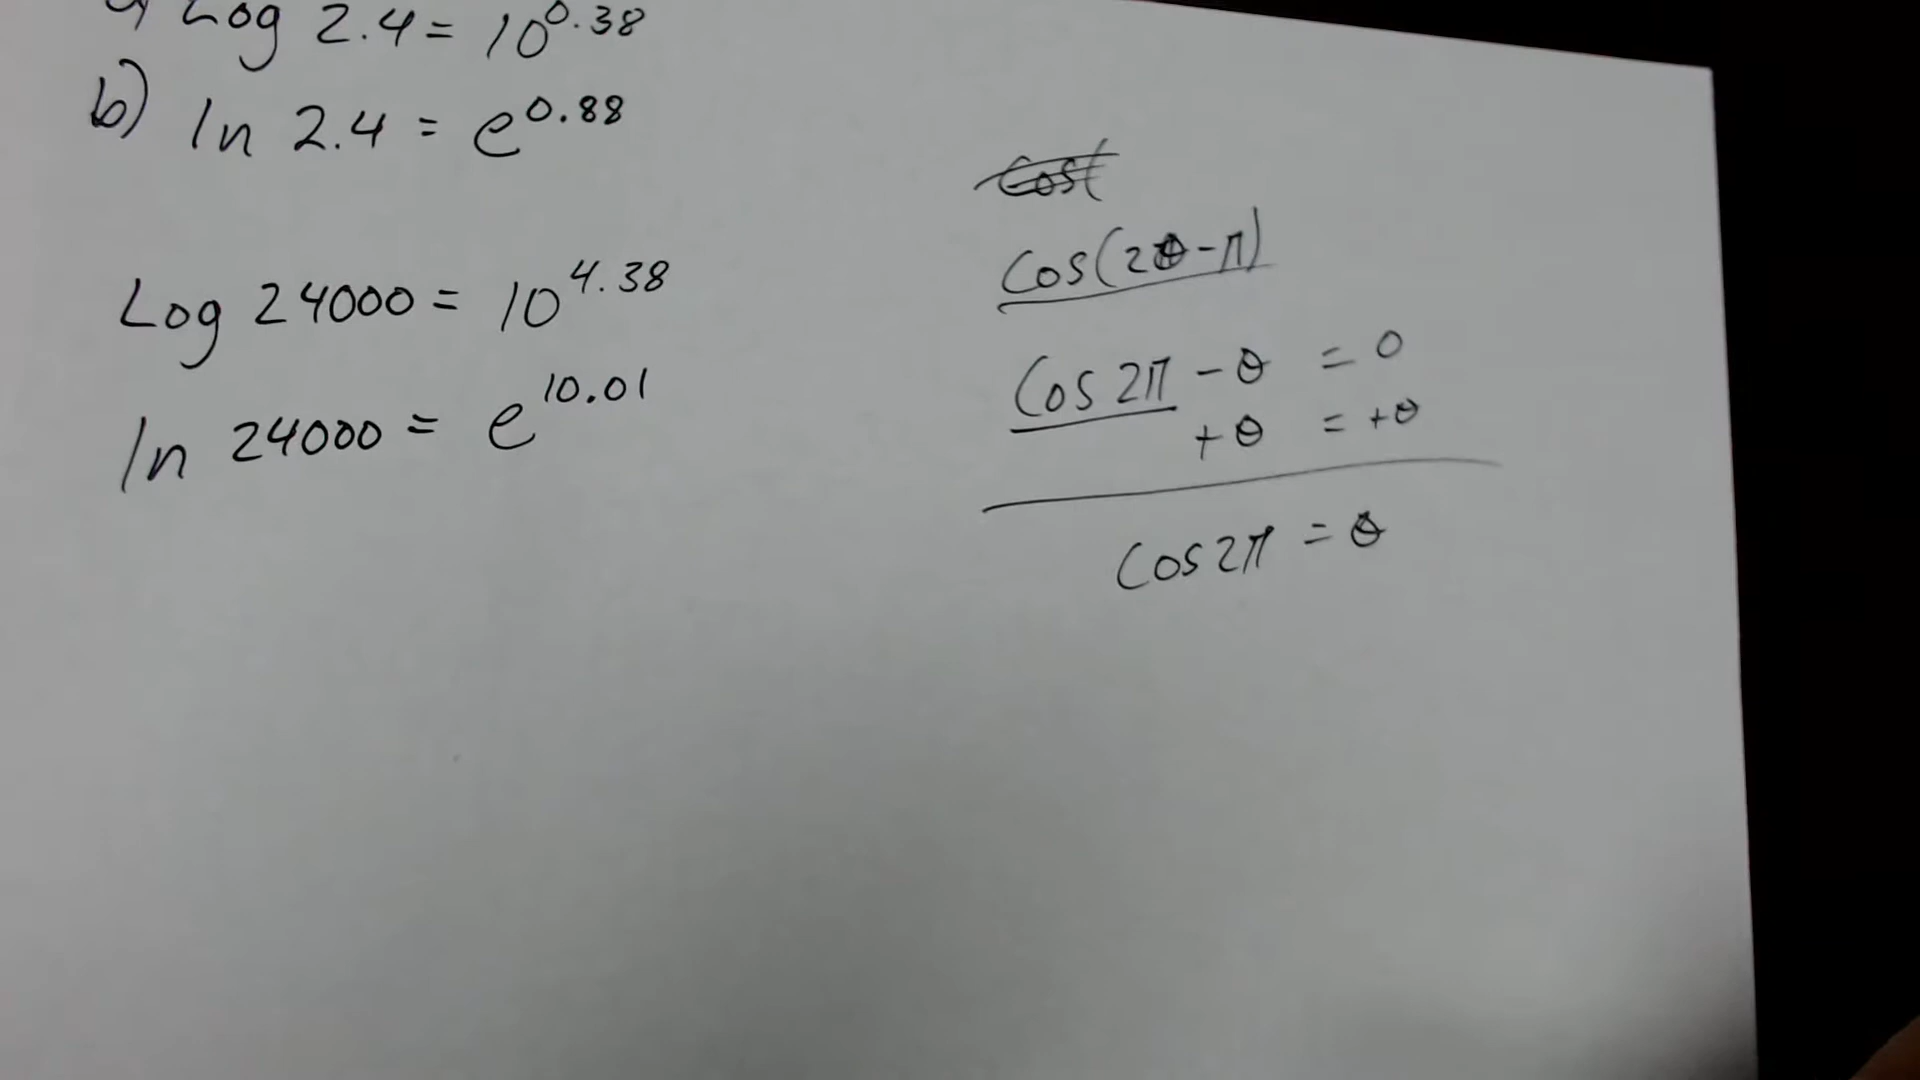 Log 2.4 = 10^0.38
b) ln 2.4 = e^0.88
Log 24000 = 10^4.38
ln 24000 = e^10.01
Cos(
Cos(2θ-π)
Cos 2π - θ = 0
+ θ = +θ
Cos 2π = θ